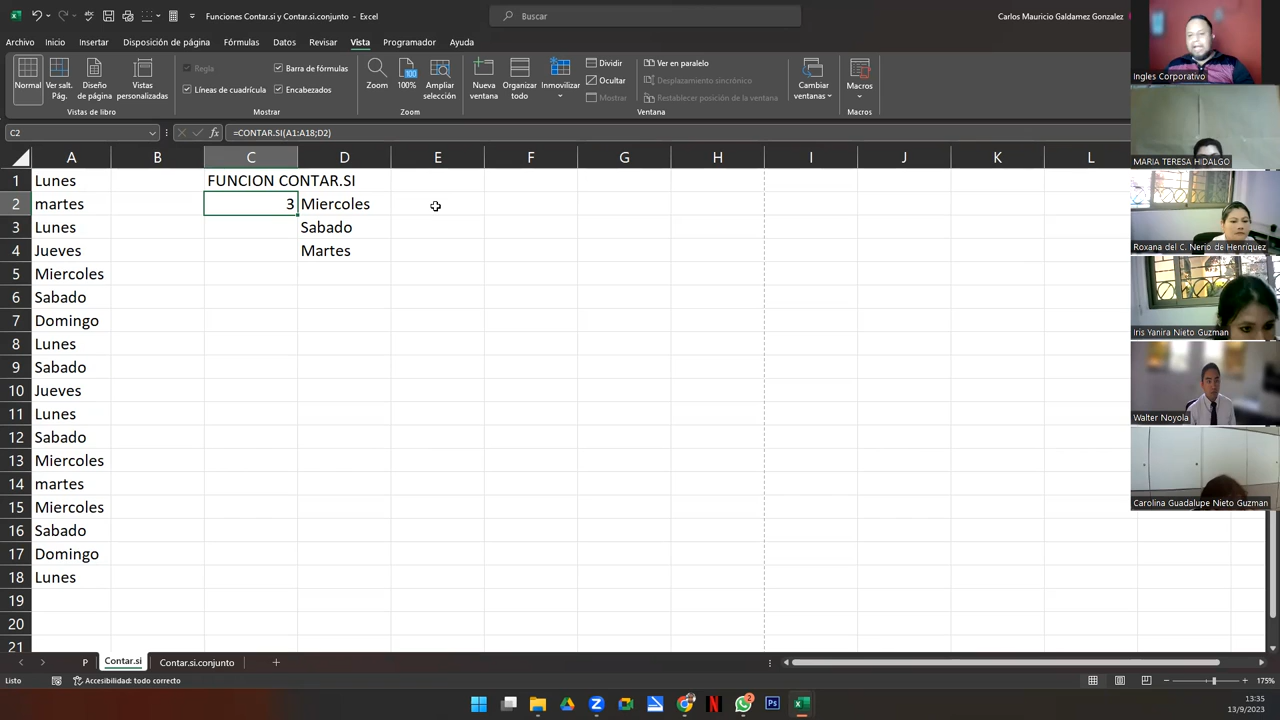 Funciones Contar.si y Contar.si.conjunto - Excel
Buscar
Carlos Mauricio Galdamez Gonzalez
Archivo Inicio Insertar Disposición de página Fórmulas Datos Revisar Vista Programador Ayuda
Normal
Ver salt. Pág.
Diseño de página
Vistas personalizadas
Vistas de libro
Regla
Barra de fórmulas
Líneas de cuadrícula
Encabezados
Mostrar
Zoom
100%
Ampliar selección
Zoom
Nueva ventana
Organizar todo
Inmovilizar
Dividir
Ocultar
Mostrar
Ver en paralelo
Desplazamiento sincrónico
Restablecer posición de la ventana
Ventana
Cambiar ventanas
Macros
Macros
C2
fx
=CONTAR.SI(A1:A18;D2)
A B C D E F G H I J K L
1 Lunes FUNCION CONTAR.SI
2 martes 3 Miercoles
3 Lunes Sabado
4 Jueves Martes
5 Miercoles
6 Sabado
7 Domingo
8 Lunes
9 Sabado
10 Jueves
11 Lunes
12 Sabado
13 Miercoles
14 martes
15 Miercoles
16 Sabado
17 Domingo
18 Lunes
19
20
21
Ingles Corporativo
MARIA TERESA HIDALGO
Roxana del C. Nerio de Henriquez
Iris Yanira Nieto Guzman
Walter Noyola
Carolina Guadalupe Nieto Guzman
P Contar.si Contar.si.conjunto
Listo
Accesibilidad: todo correcto
175%
2
13:35
13/9/2023